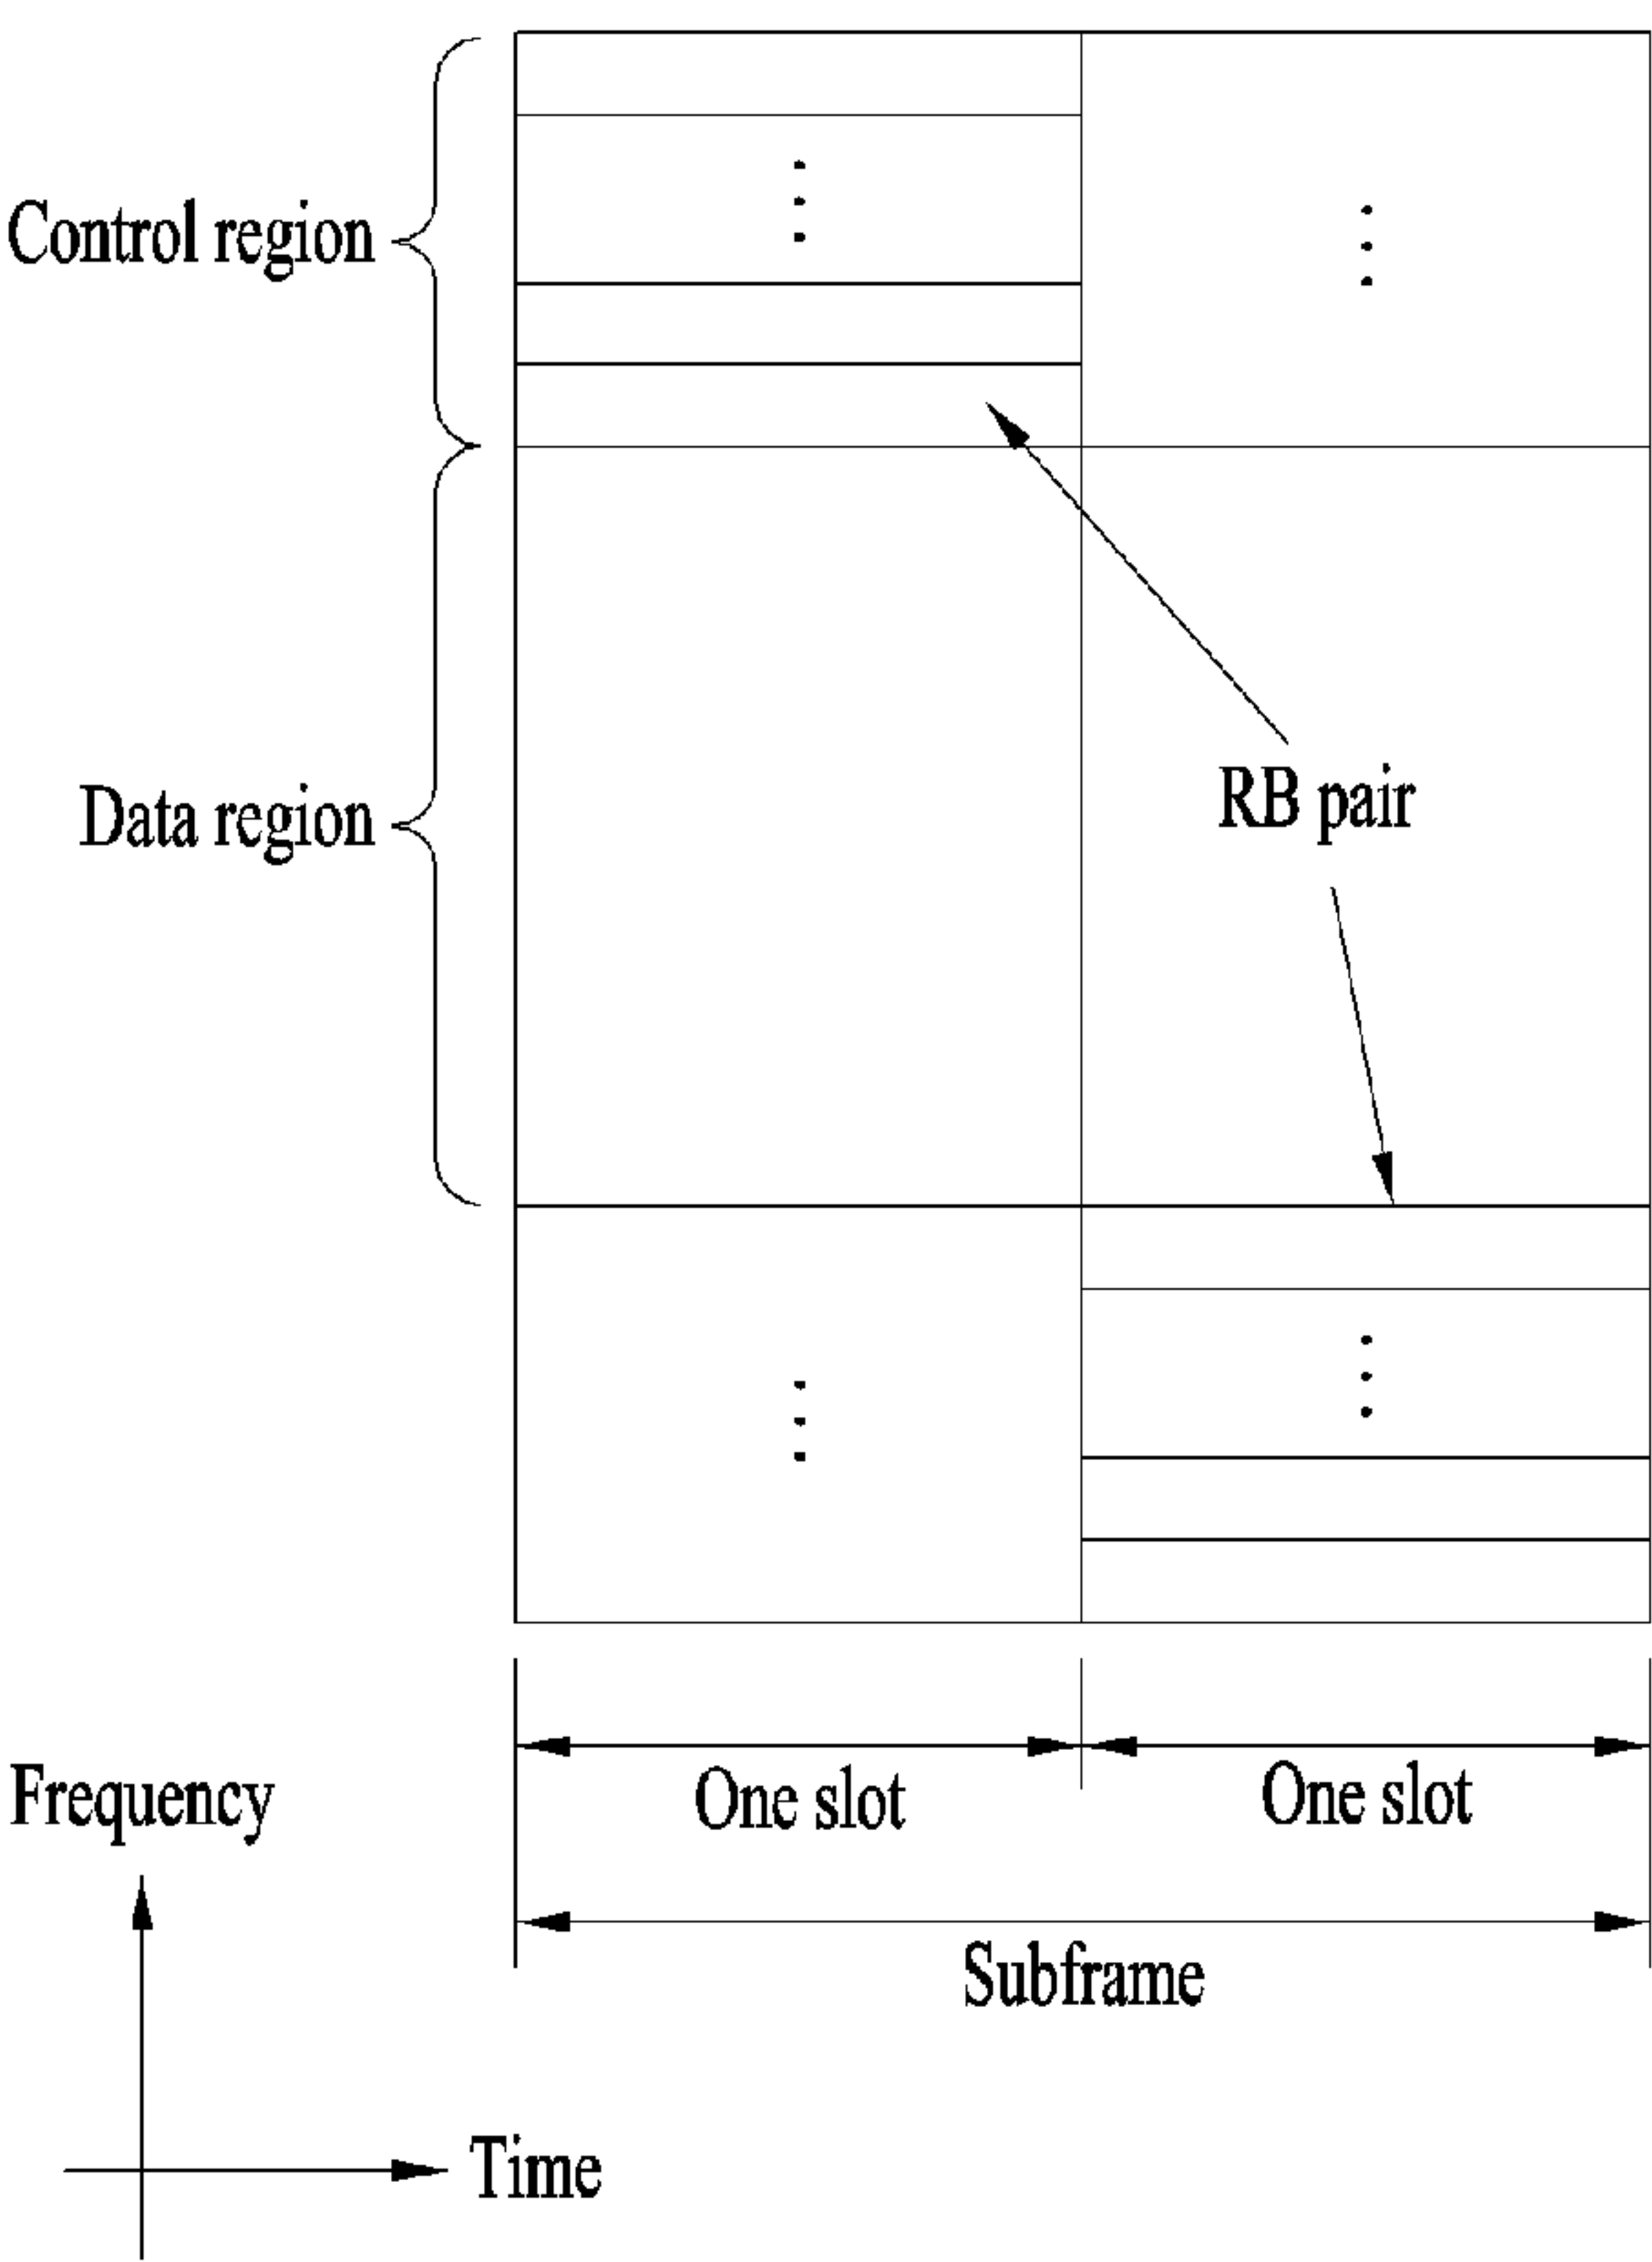 Control region
Data region
RB pair
One slot
One slot
Frequency
Subframe
Time